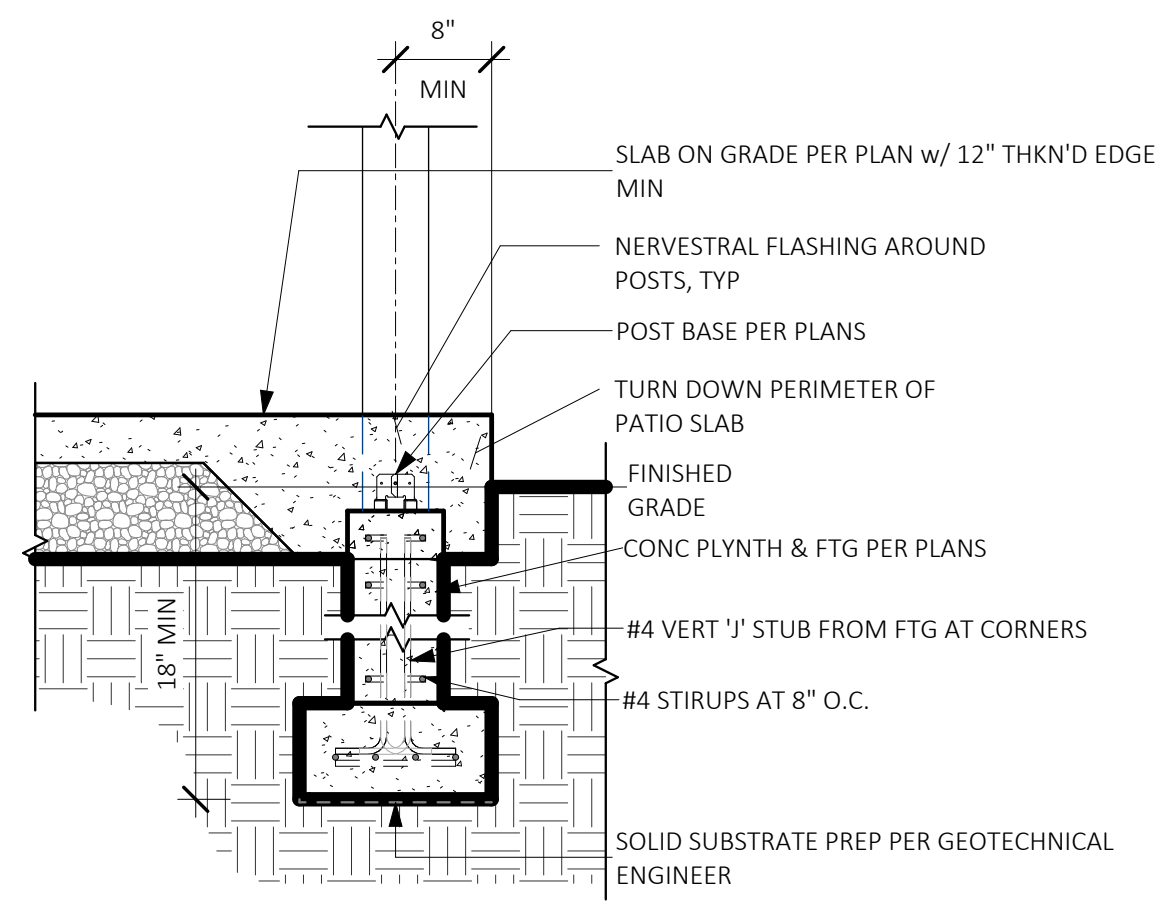 8"
MIN
SLAB ON GRADE PER PLAN w/ 12" THKN'D EDGE
MIN
NERVESTRAL FLASHING AROUND
POSTS, TYP
POST BASE PER PLANS
TURN DOWN PERIMETER OF
PATIO SLAB
FINISHED
GRADE
CONC PLYNTH & FTG PER PLANS
18" MIN
#4 VERT 'J' STUB FROM FTG AT CORNERS
#4 STIRUPS AT 8" O.C.
SOLID SUBSTRATE PREP PER GEOTECHNICAL
ENGINEER